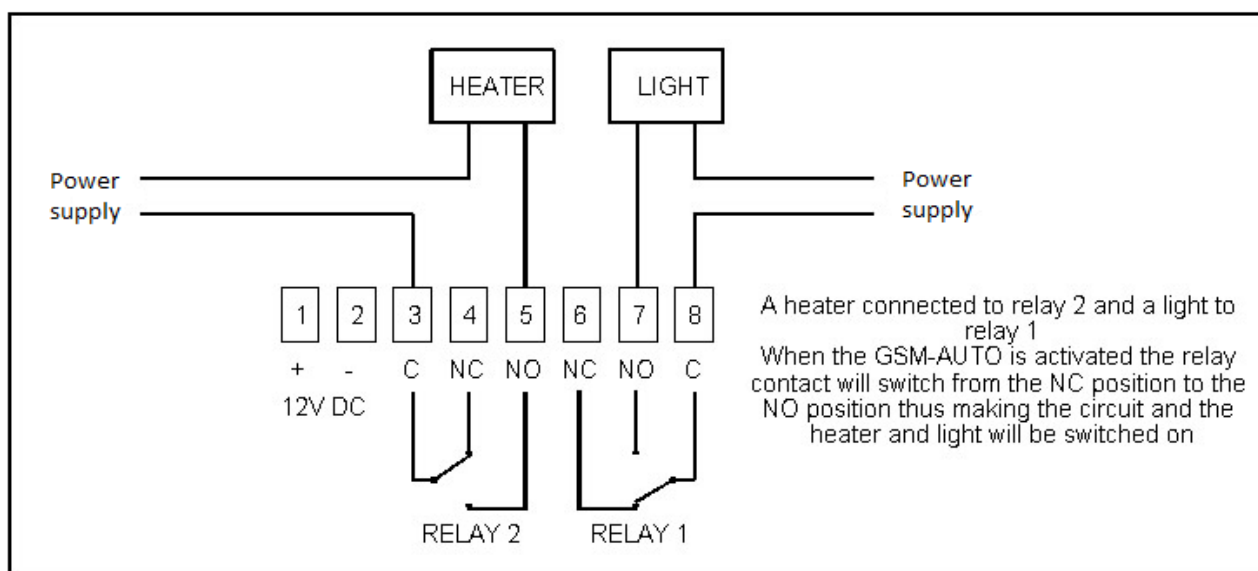 HEATER
LIGHT
Power
supply
Power
supply
1 2 3 4 5 6 7 8
+ - C NC NO NC NO C
12V DC
RELAY 2
RELAY 1
A heater connected to relay 2 and a light to
relay 1
When the GSM-AUTO is activated the relay
contact will switch from the NC position to the
NO position thus making the circuit and the
heater and light will be switched on